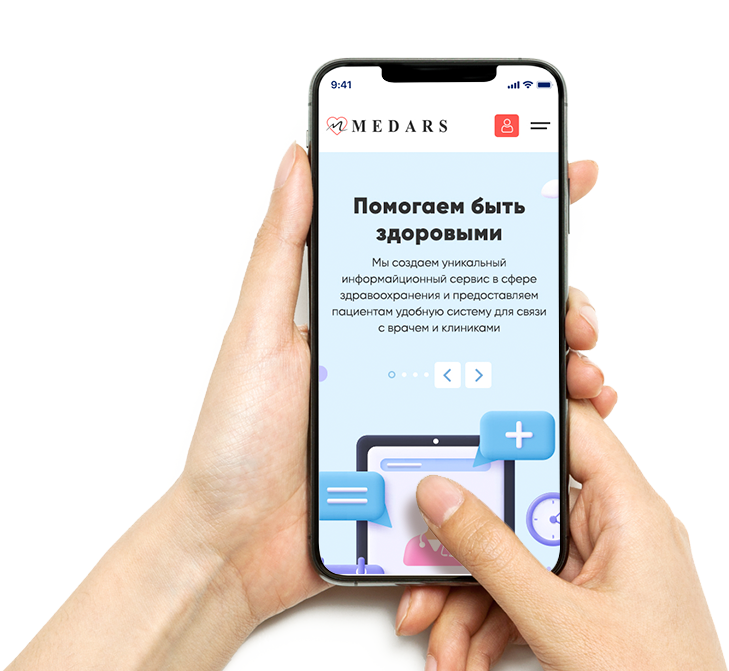 9:41
MEDARS
Помогаем быть
здоровыми
Мы создаем уникальный
информайционный сервис в сфере
здравоохранения и предоставляем
пациентам удобную систему для связи
с врачем и клиниками